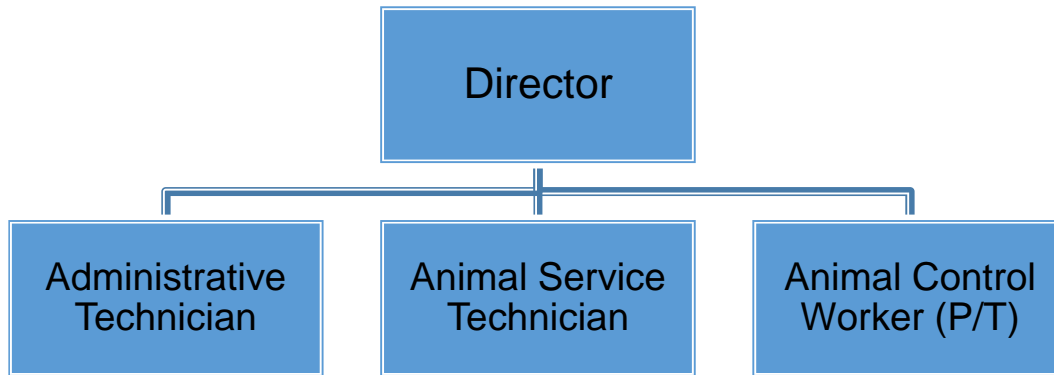 Director
Administrative
Technician
Animal Service
Technician
Animal Control
Worker (P/T)